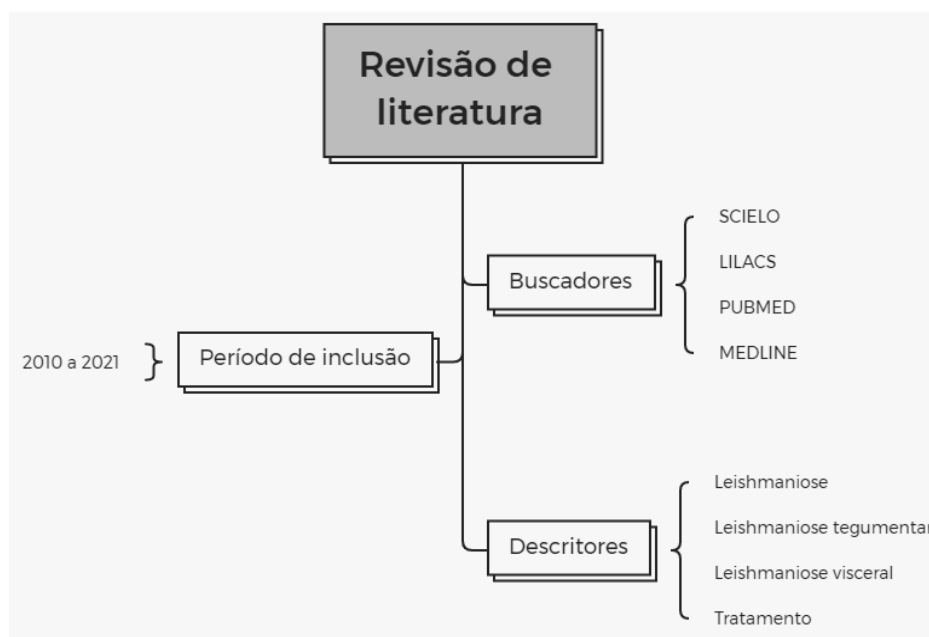 Revisão de
literatura
Buscadores
SCIELO
LILACS
PUBMED
MEDLINE
Período de inclusão
2010 a 2021
Descritores
Leishmaniose
Leishmaniose tegumentar
Leishmaniose visceral
Tratamento